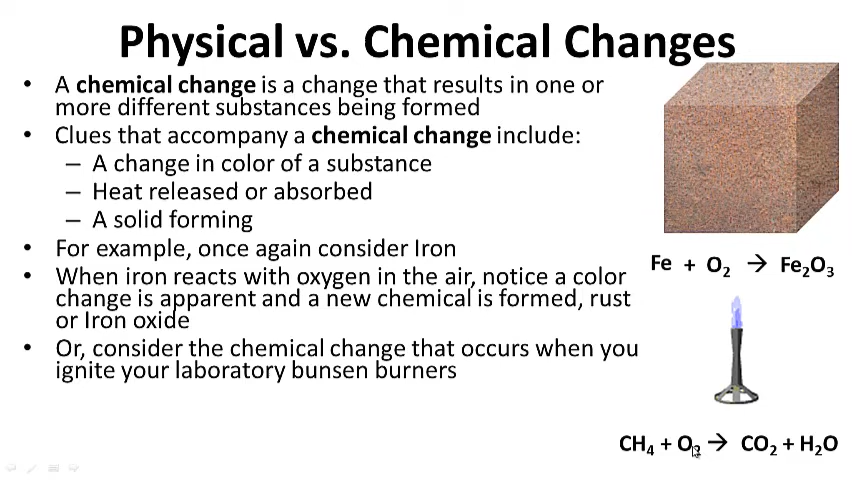 Physical vs. Chemical Changes
• A chemical change is a change that results in one or
more different substances being formed
• Clues that accompany a chemical change include:
– A change in color of a substance
– Heat released or absorbed
– A solid forming
• For example, once again consider Iron
• When iron reacts with oxygen in the air, notice a color
change is apparent and a new chemical is formed, rust
or Iron oxide
• Or, consider the chemical change that occurs when you
ignite your laboratory bunsen burners
Fe + O₂ → Fe₂O₃
CH₄ + O₃ → CO₂ + H₂O